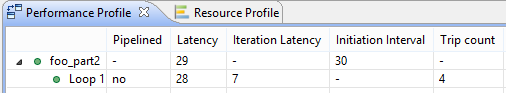 Performance Profile Resource Profile
Pipelined Latency Iteration Latency Initiation Interval Trip count
foo_part2 - 29 - 30 -
Loop 1 no 28 7 - 4